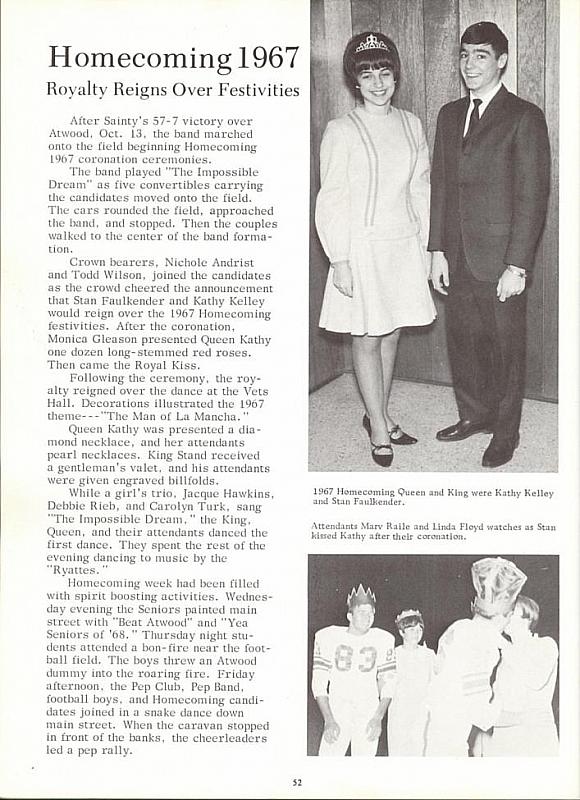 Homecoming 1967
Royalty Reigns Over Festivities
After Sainty's 57-7 victory over
Atwood, Oct. 13, the band marched
onto the field beginning Homecoming
1967 coronation ceremonies.
The band played "The Impossible
Dream" as five convertibles carrying
the candidates moved onto the field.
The cars rounded the field, approached
the band, and stopped. Then the couples
walked to the center of the band forma-
tion.
Crown bearers, Nichole Andrist
and Todd Wilson, joined the candidates
as the crowd cheered the announcement
that Stan Faulkender and Kathy Kelley
would reign over the 1967 Homecoming
festivities. After the coronation,
Monica Gleason presented Queen Kathy
one dozen long-stemmed red roses.
Then came the Royal Kiss.
Following the ceremony, the roy-
alty reigned over the dance at the Vets
Hall. Decorations illustrated the 1967
theme---"The Man of La Mancha."
Queen Kathy was presented a dia-
mond necklace, and her attendants
pearl necklaces. King Stand received
a gentleman's valet, and his attendants
were given engraved billfolds.
While a girl's trio, Jacque Hawkins,
Debbie Rieb, and Carolyn Turk, sang
"The Impossible Dream," the King,
Queen, and their attendants danced the
first dance. They spent the rest of the
evening dancing to music by the
"Ryattes."
Homecoming week had been filled
with spirit boosting activities. Wednes-
day evening the Seniors painted main
street with "Beat Atwood" and "Yea
Seniors of '68." Thursday night stu-
dents attended a bon-fire near the foot-
ball field. The boys threw an Atwood
dummy into the roaring fire. Friday
afternoon, the Pep Club, Pep Band,
football boys, and Homecoming candi-
dates joined in a snake dance down
main street. When the caravan stopped
in front of the banks, the cheerleaders
led a pep rally.
1967 Homecoming Queen and King were Kathy Kelley
and Stan Faulkender.
Attendants Marv Raile and Linda Floyd watches as Stan
kissed Kathy after their coronation.
83
52